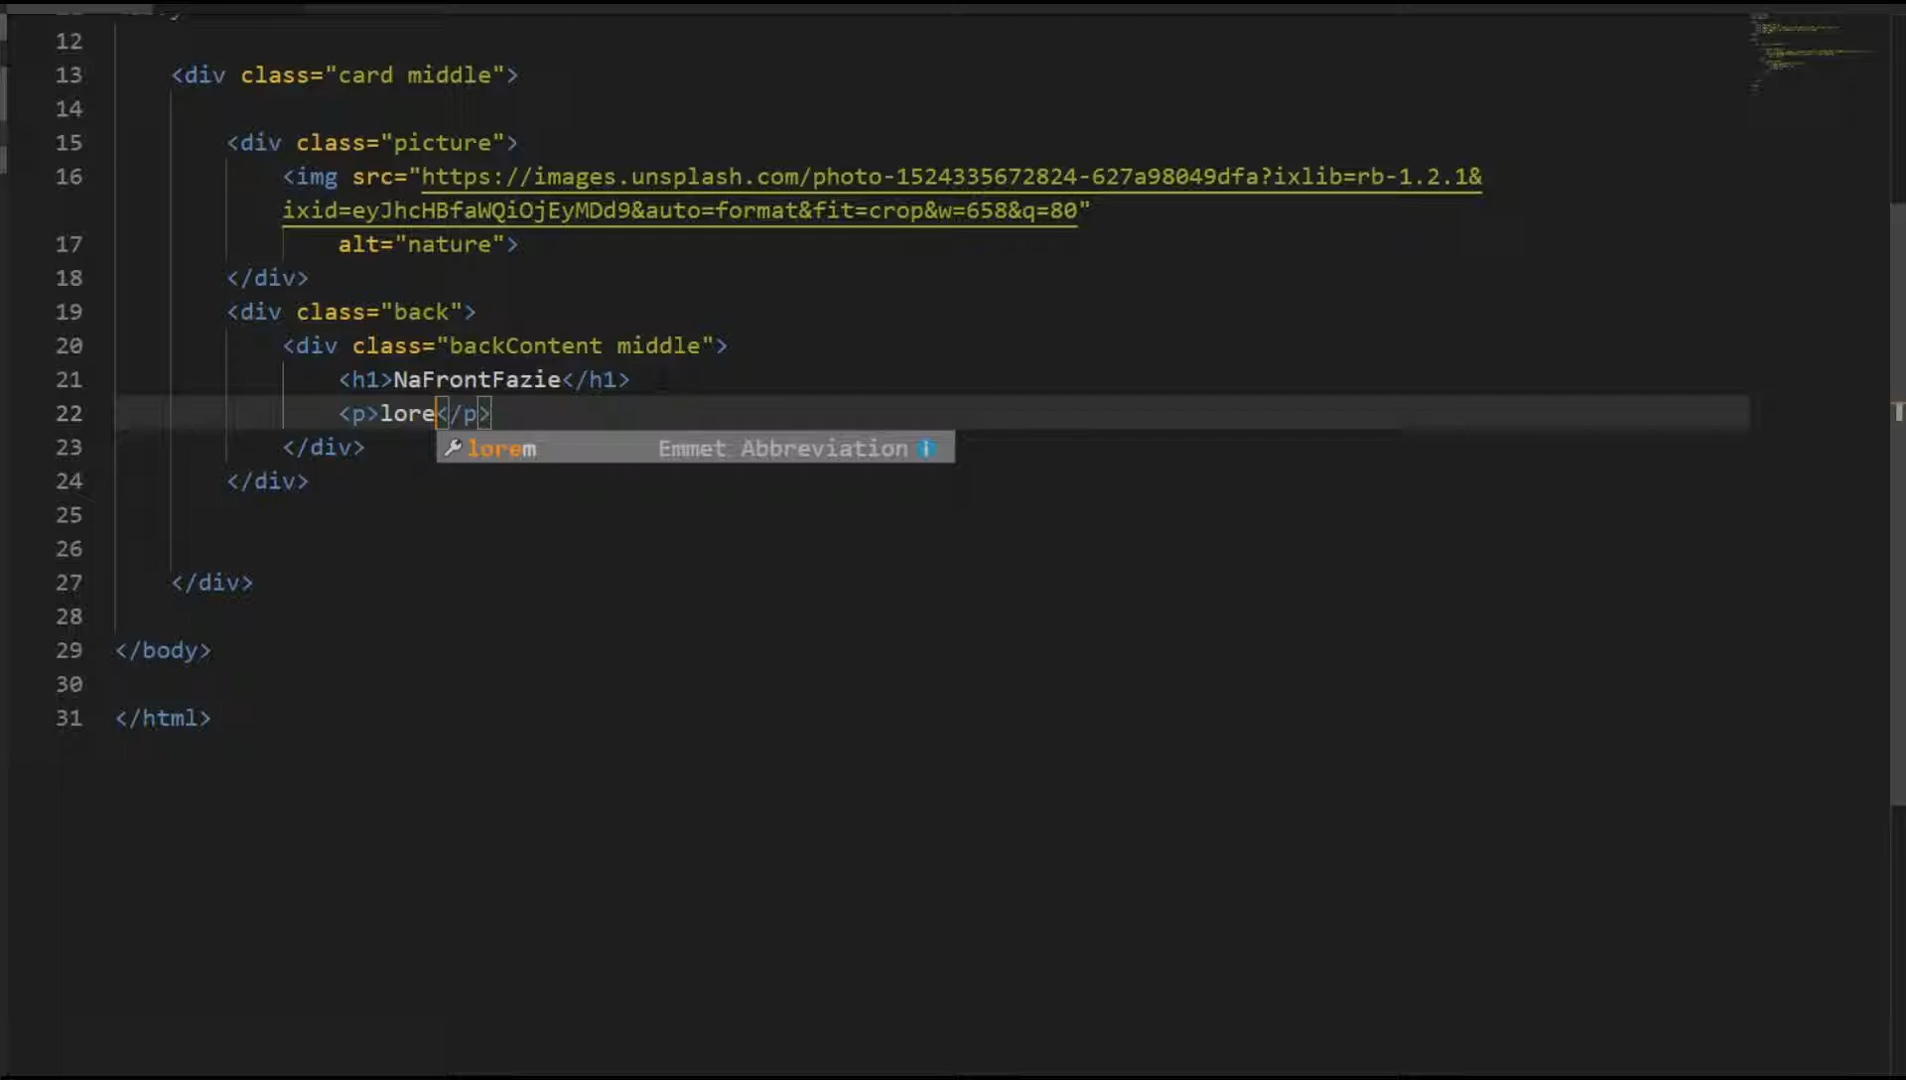 12
13 <div class="card middle">
14
15 <div class="picture">
16 <img src="https://images.unsplash.com/photo-1524335672824-627a98049dfa?ixlib=rb-1.2.1&
ixid=eyJhcHBfaWQiOjEyMDd9&auto=format&fit=crop&w=658&q=80"
17 alt="nature">
18 </div>
19 <div class="back">
20 <div class="backContent middle">
21 <h1>NaFrontFazie</h1>
22 <p>lore</p>
23 </div> lorem Emmet Abbreviation
24 </div>
25
26
27 </div>
28
29 </body>
30
31 </html>